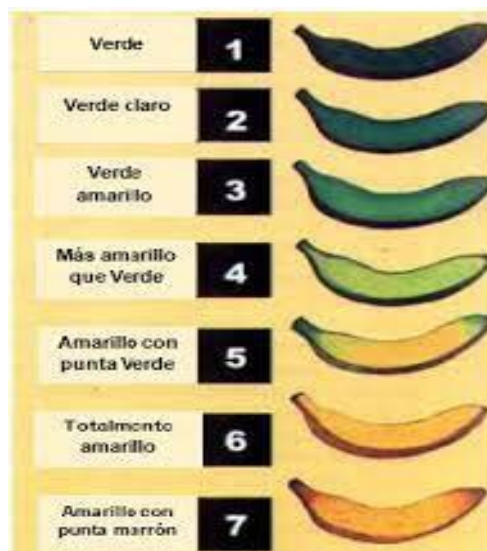 Verde
1
Verde claro
2
Verde
amarillo
3
Más amarillo
que Verde
4
Amarillo con
punta Verde
5
Totalmente
amarillo
6
Amarillo con
punta marrón
7